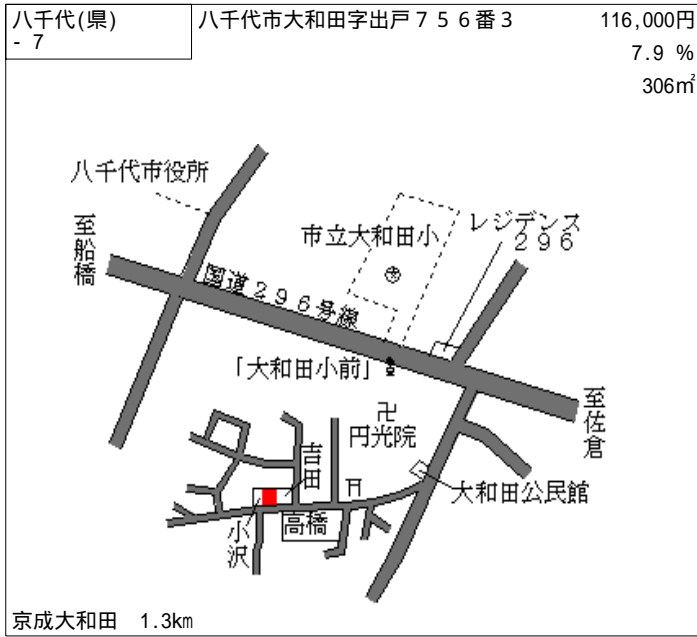 八千代(県)
- 7
八千代市大和田字出戸７５６番３
116,000円
7.9 %
306㎡
八千代市役所
至船橋
市立大和田小
レジデンス
２９６
国道２９６号線
「大和田小前」
至佐倉
卍
円光院
吉田
大和田公民館
小沢
高橋
京成大和田 1.3km